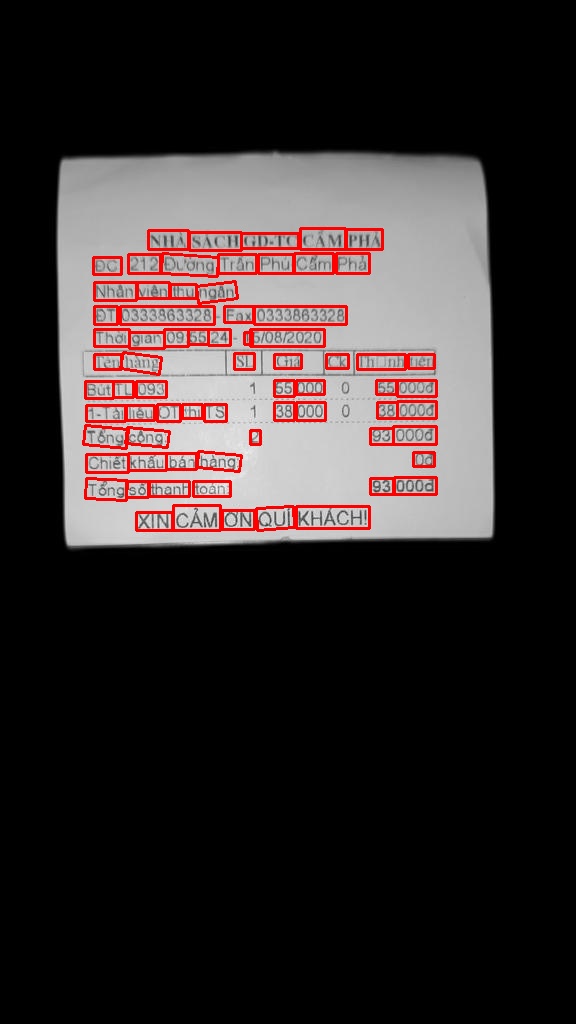 NHÀ SÁCH GD-TC CẨM PHẢ
ĐC 212 Đường Trần Phú Cẩm Phả
Nhân viên thu ngân
ĐT 0333863328 - Fax 0333863328
Thời gian 09:55:24 - 15/08/2020
Tên hàng SL Giá Ck Thành tiền
Bút TL 093 1 55,000 0 55,000đ
1-Tài liệu ÔT thi TS 1 38,000 0 38,000đ
Tổng cộng: 2 93,000đ
Chiết khấu bán hàng: 0đ
Tổng số thanh toán: 93,000đ
XIN CẢM ƠN QUÍ KHÁCH!